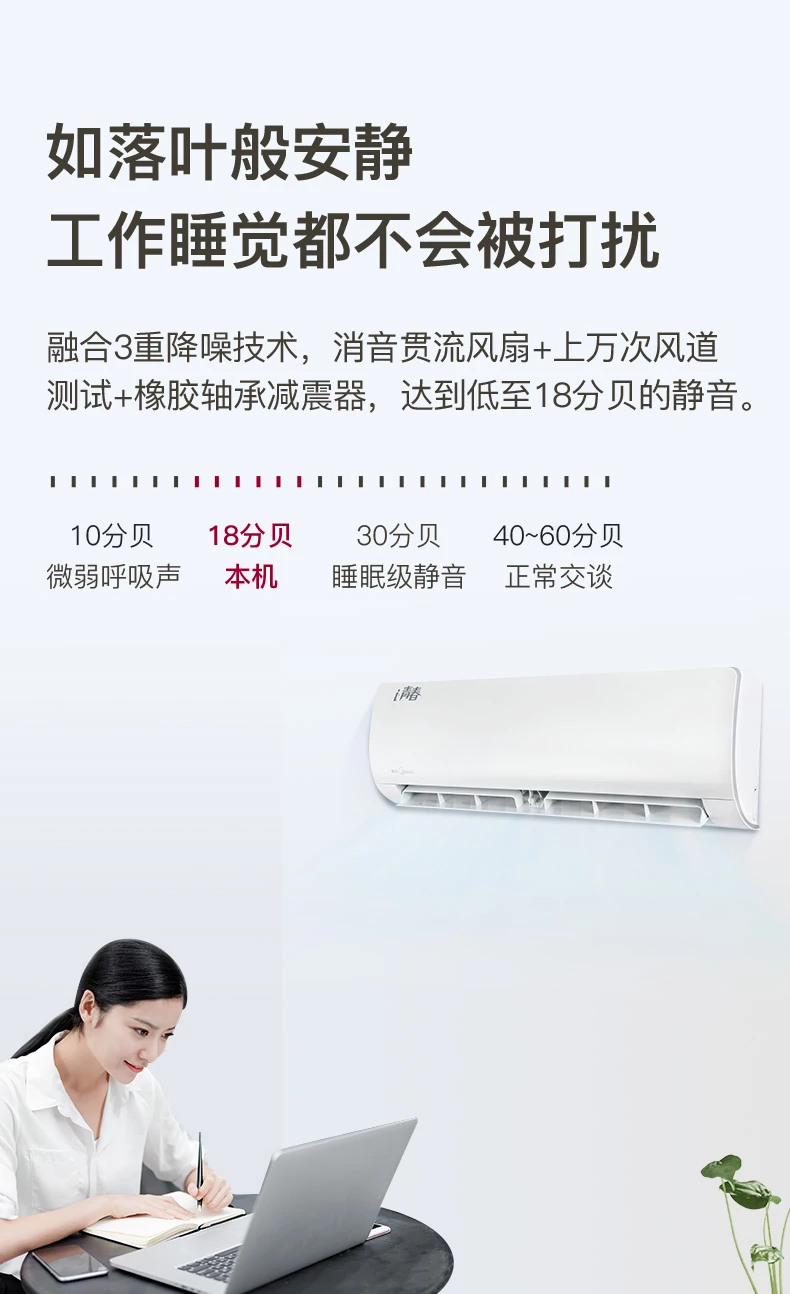 如落叶般安静
工作睡觉都不会被打扰
融合3重降噪技术，消音贯流风扇+上万次风道
测试+橡胶轴承减震器，达到低至18分贝的静音。
10分贝 18分贝 30分贝 40~60分贝
微弱呼吸声 本机 睡眠级静音 正常交谈
i青春